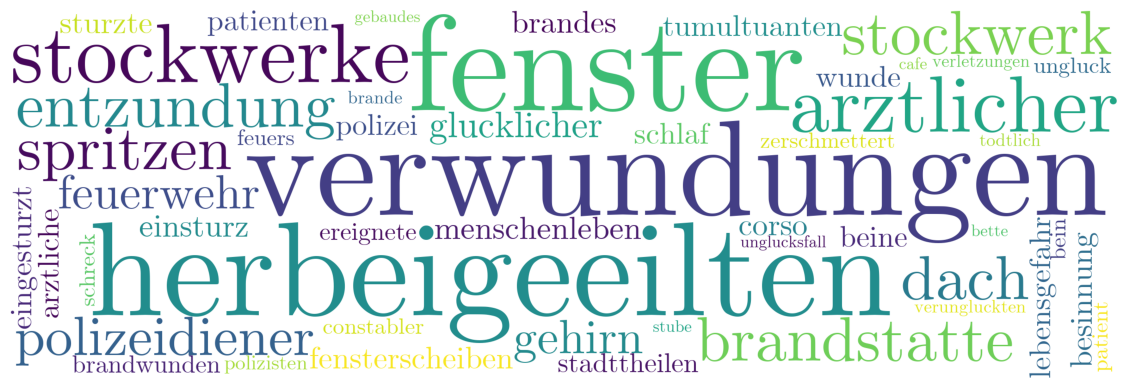 sturzte patienten gebaudes brandes tumultuanten stockwerk
stockwerke fenster cafe verletzungen ungluck
wunde
entzundung brande arztlicher
polizei glucklicher schlaf
feuers zerschmettert todtlich
spritzen verwundungen
feuerwehr
eingesturzt arztliche einsturz ereignete menschenleben corso unglucksfall beine bette lebensgefahr bein besinnung
schreck herbeigeeilten dach
verungluckten patient
polizeidiener constabler gehirn stube brandstatte
brandwunden polizisten fensterscheiben stadttheilen